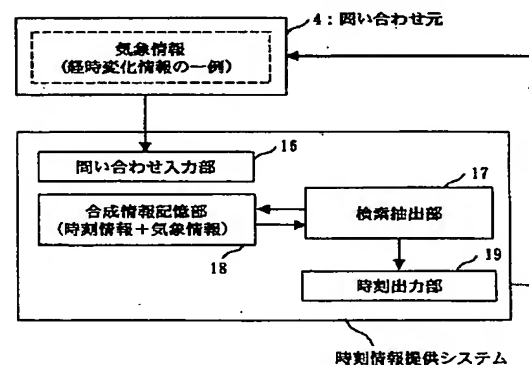 4：問い合わせ元
気象情報
(経時変化情報の一例)
問い合わせ入力部
16
17
合成情報記憶部
(時刻情報＋気象情報)
検索抽出部
18
19
時刻出力部
時刻情報提供システム